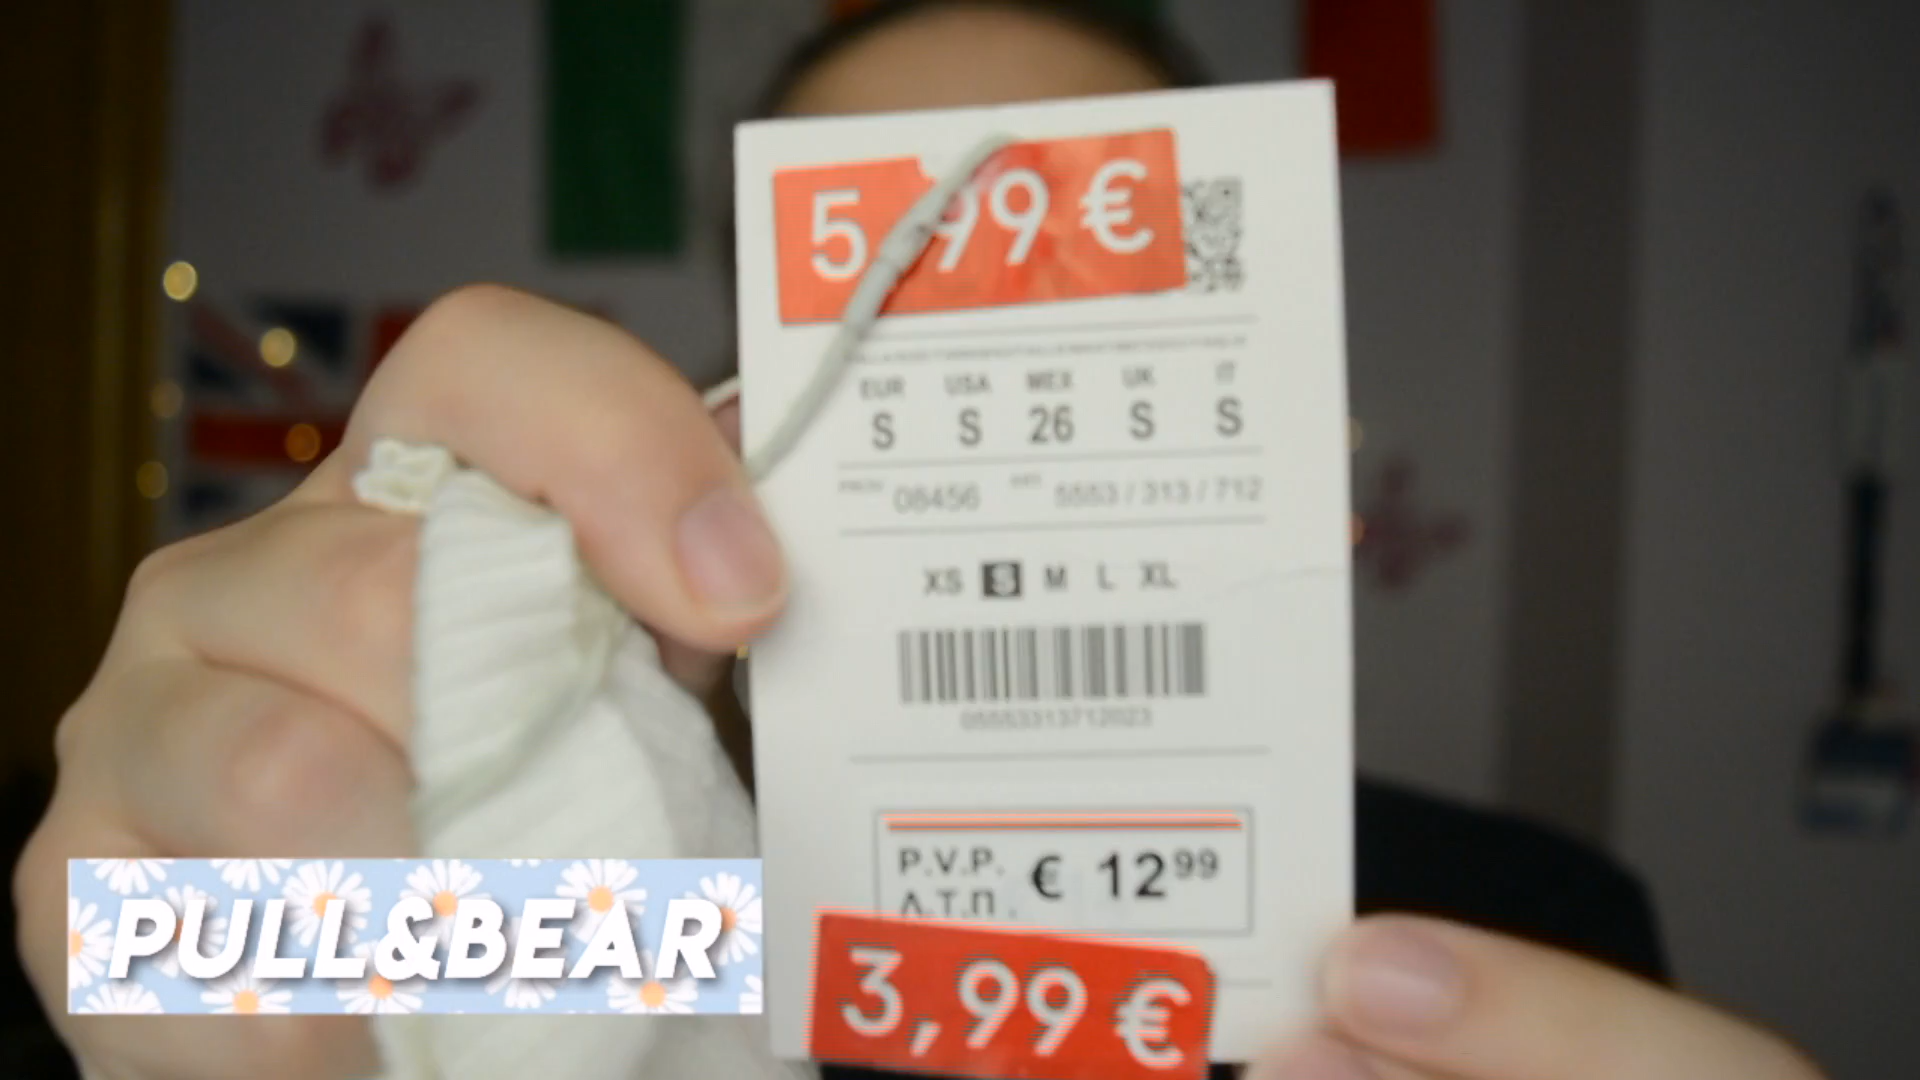 5,99 €
EUR USA MEX UK IT
S S 26 S S
08456 5553 / 313 / 712
XS S M L XL
05553313712023
P.V.P. € 12 99
Λ.Τ.Π.
3,99 €
PULL&BEAR